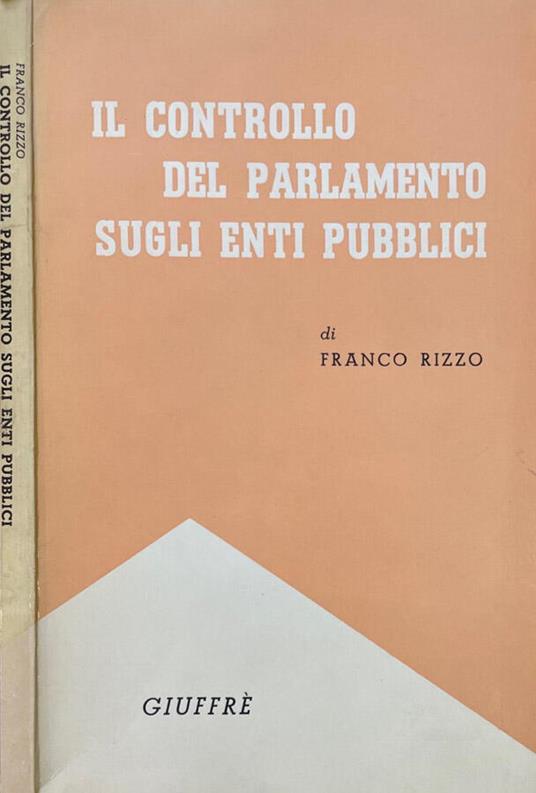 FRANCO RIZZO
IL CONTROLLO DEL PARLAMENTO SUGLI ENTI PUBBLICI
IL CONTROLLO
DEL PARLAMENTO
SUGLI ENTI PUBBLICI
di
FRANCO RIZZO
GIUFFRÈ